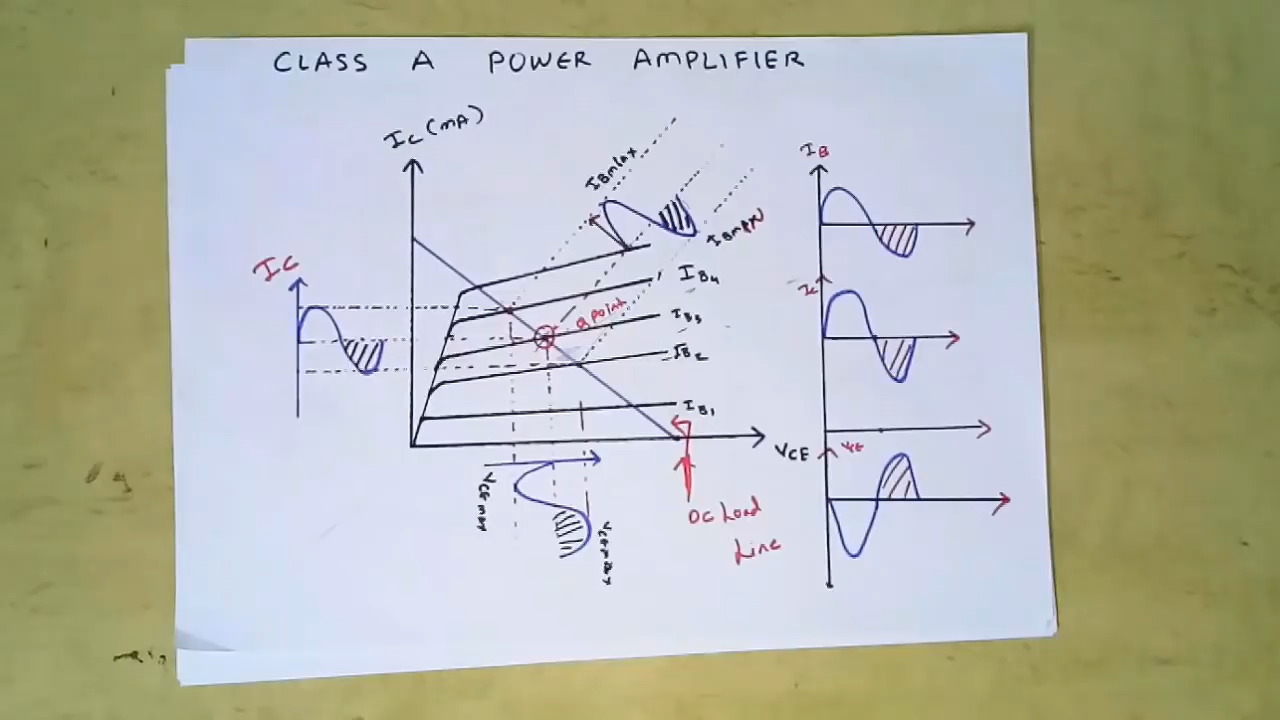 CLASS A POWER AMPLIFIER
IC (mA)
IBmax
IB4
Q point
IB3
IB2
IB1
IC
VCE
DC Load
Line
IB
IC
VCE